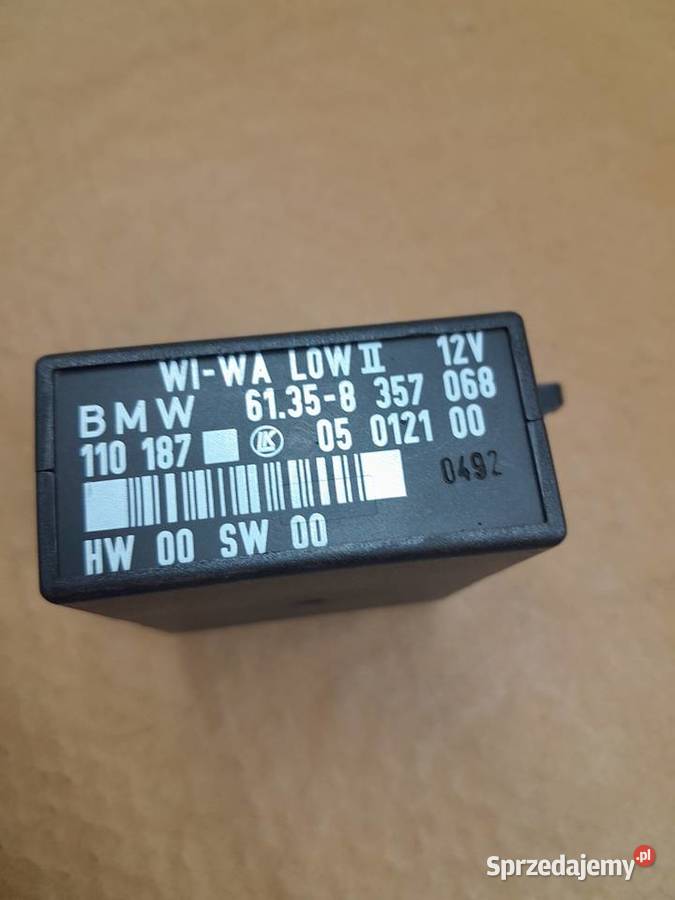 WI-WA LOW II 12V
BMW 61.35-8 357 068
110 187 LK 05 0121 00
0492
HW 00 SW 00
Sprzedajemy.pl